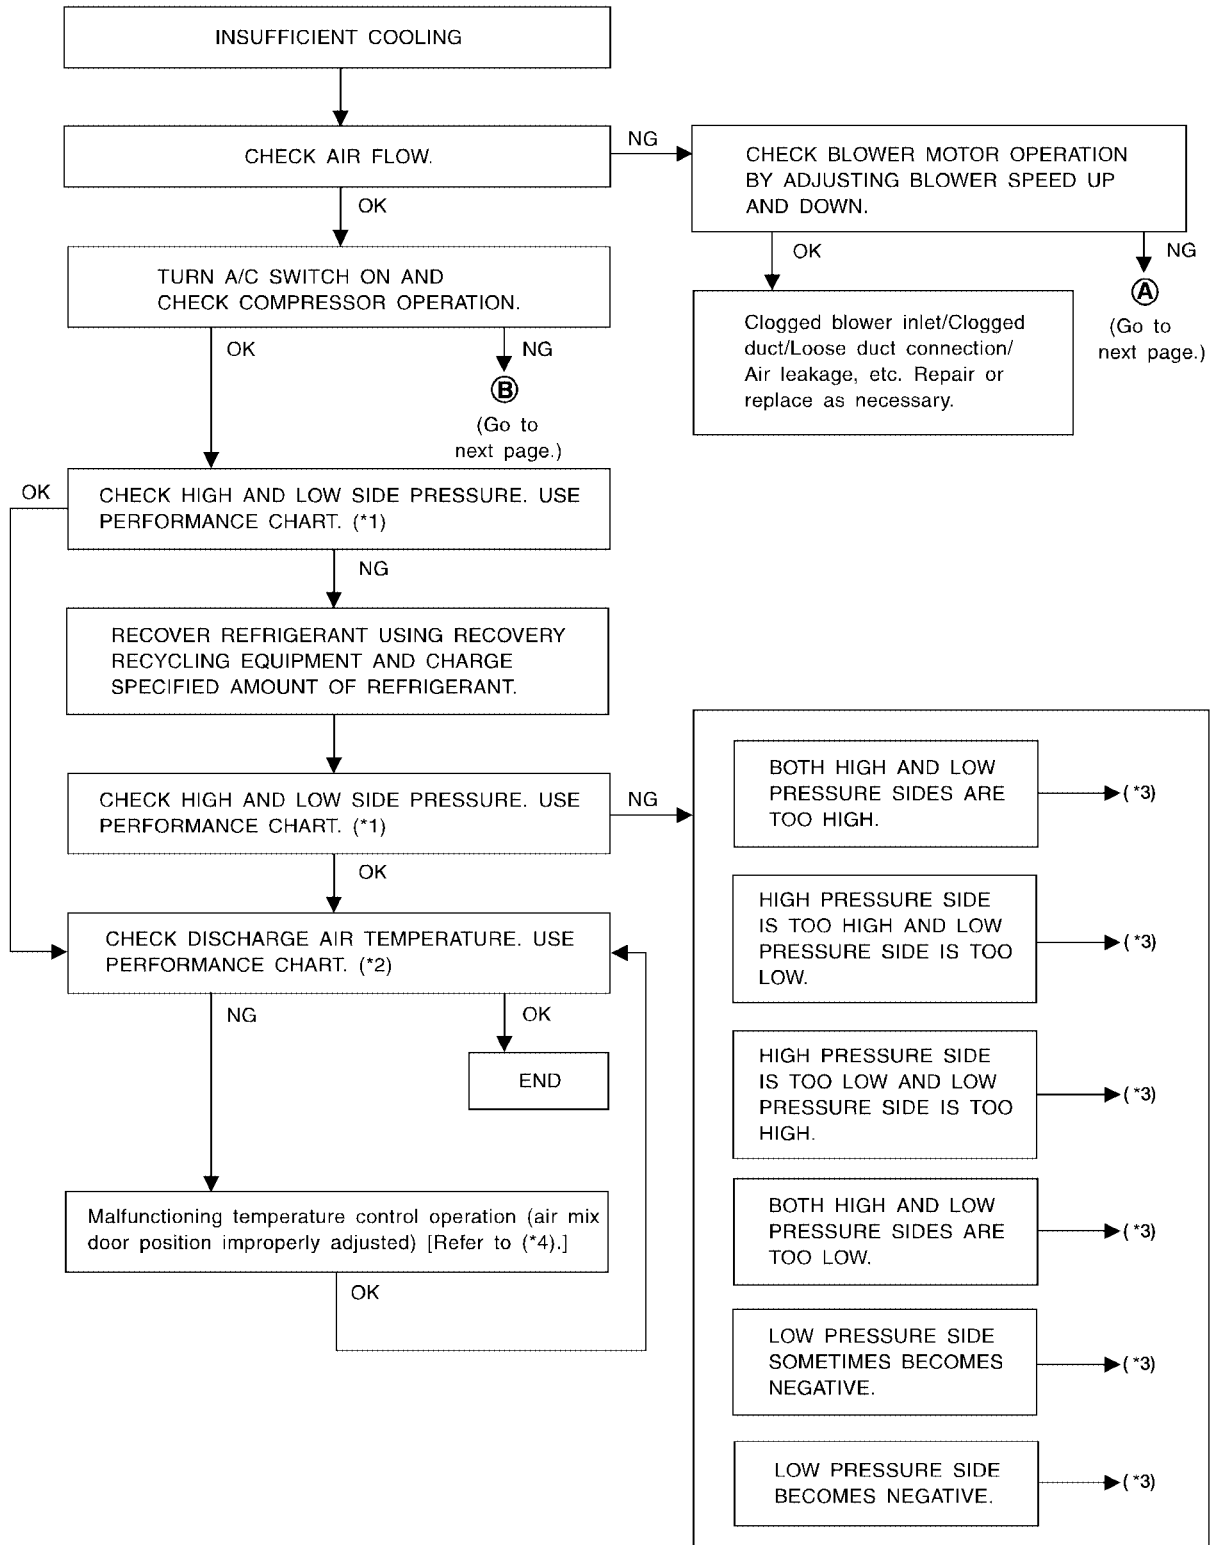 INSUFFICIENT COOLING
CHECK AIR FLOW.
NG
CHECK BLOWER MOTOR OPERATION
BY ADJUSTING BLOWER SPEED UP
AND DOWN.
OK
OK
NG
TURN A/C SWITCH ON AND
CHECK COMPRESSOR OPERATION.
A
(Go to
next page.)
Clogged blower inlet/Clogged
duct/Loose duct connection/
Air leakage, etc. Repair or
replace as necessary.
OK
NG
B
(Go to
next page.)
OK
CHECK HIGH AND LOW SIDE PRESSURE. USE
PERFORMANCE CHART. (*1)
NG
RECOVER REFRIGERANT USING RECOVERY
RECYCLING EQUIPMENT AND CHARGE
SPECIFIED AMOUNT OF REFRIGERANT.
CHECK HIGH AND LOW SIDE PRESSURE. USE
PERFORMANCE CHART. (*1)
NG
OK
CHECK DISCHARGE AIR TEMPERATURE. USE
PERFORMANCE CHART. (*2)
NG
OK
END
Malfunctioning temperature control operation (air mix
door position improperly adjusted) [Refer to (*4).]
OK
BOTH HIGH AND LOW
PRESSURE SIDES ARE
TOO HIGH.
(*3)
HIGH PRESSURE SIDE
IS TOO HIGH AND LOW
PRESSURE SIDE IS TOO
LOW.
(*3)
HIGH PRESSURE SIDE
IS TOO LOW AND LOW
PRESSURE SIDE IS TOO
HIGH.
(*3)
BOTH HIGH AND LOW
PRESSURE SIDES ARE
TOO LOW.
(*3)
LOW PRESSURE SIDE
SOMETIMES BECOMES
NEGATIVE.
(*3)
LOW PRESSURE SIDE
BECOMES NEGATIVE.
(*3)